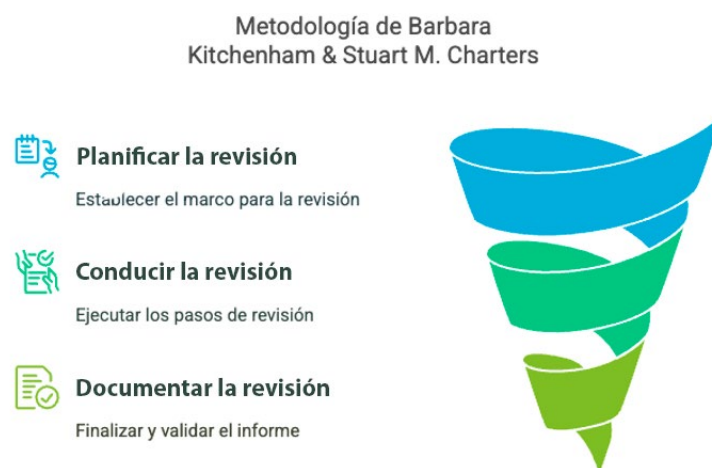 Metodología de Barbara
Kitchenham & Stuart M. Charters
Planificar la revisión
Establecer el marco para la revisión
Conducir la revisión
Ejecutar los pasos de revisión
Documentar la revisión
Finalizar y validar el informe